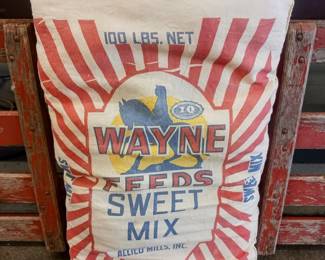 100 LBS. NET
WAYNE
FEEDS
SWEET
MIX
ALLIED MILLS, INC.